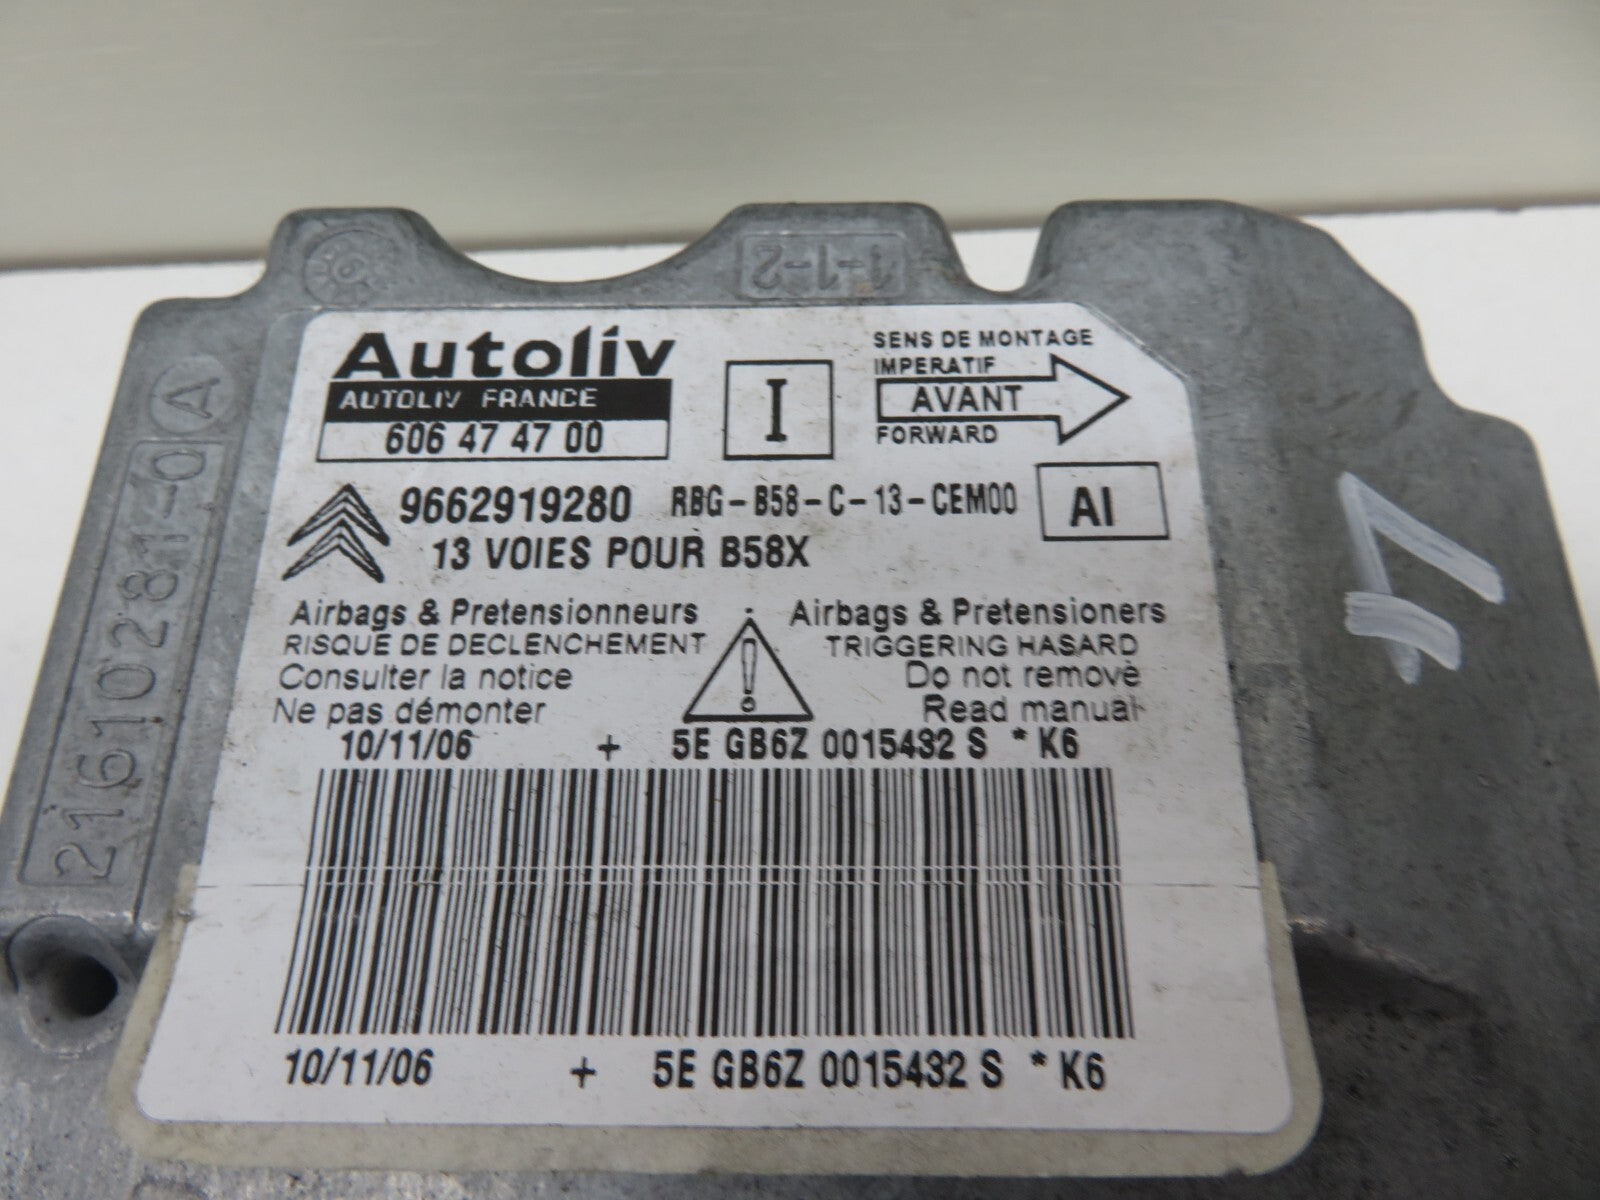 1-1-2
A
21610281-0
Autoliv
AUTOLIV FRANCE
606 47 47 00
I
SENS DE MONTAGE
IMPERATIF
AVANT
FORWARD
9662919280 RBG-B58-C-13-CEM00
AI
13 VOIES POUR B58X
Airbags & Pretensionneurs
RISQUE DE DECLENCHEMENT
Consulter la notice
Ne pas démonter
Airbags & Pretensioners
TRIGGERING HASARD
Do not remove
Read manual
10/11/06 + 5E GB6Z 0015432 S *K6
10/11/06 + 5E GB6Z 0015432 S *K6